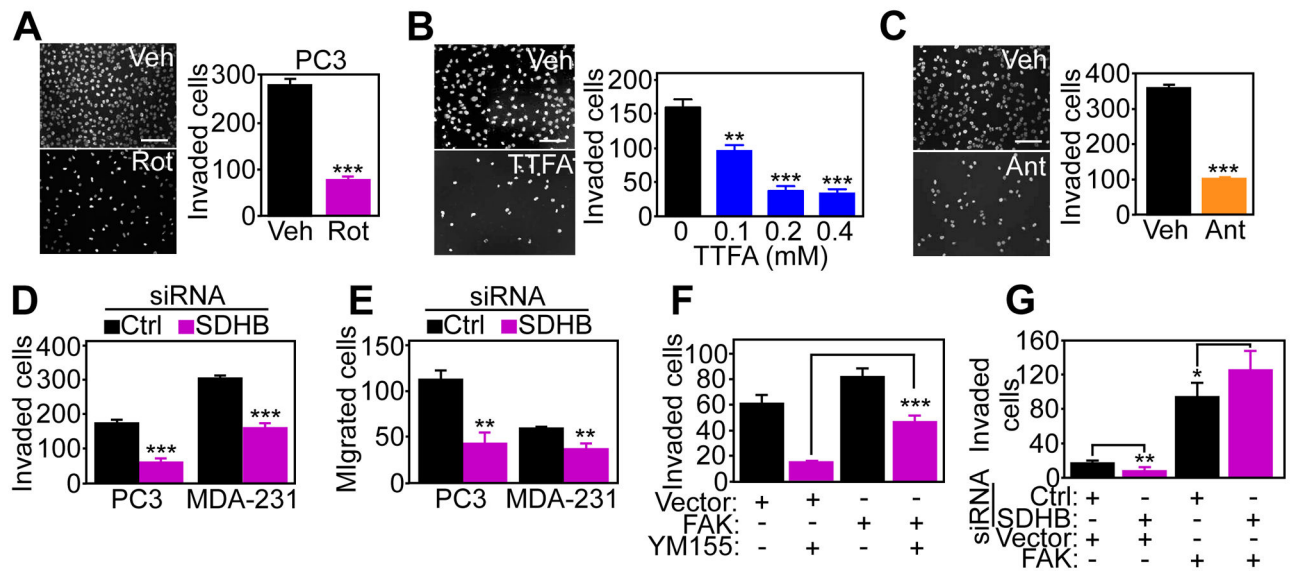 A
Veh
Rot
PC3
Invaded cells
300
200
100
0
***
Veh Rot
B
Veh
TTFA
Invaded cells
200
150
100
50
0
**
***
***
0 0.1 0.2 0.4
TTFA (mM)
C
Veh
Ant
Invaded cells
400
300
200
100
0
***
Veh Ant
D
siRNA
Ctrl SDHB
Invaded cells
400
300
200
100
0
***
***
PC3 MDA-231
E
siRNA
Ctrl SDHB
MIgrated cells
150
100
50
0
**
**
PC3 MDA-231
F
Invaded cells
100
80
60
40
20
0
***
Vector: + + - -
FAK: - - + +
YM155: - + - +
G
Invaded
cells
160
120
80
40
0
**
*
siRNA
Ctrl: + - + -
SDHB: - + - +
Vector: + + - -
FAK: - - + +